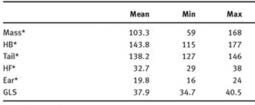 Mean Min Max
Mass* 103.3 59 168
HB* 143.8 115 177
Tail* 138.2 127 146
HF* 32.7 29 38
Ear* 19.8 16 24
GLS 37.9 34.7 40.5